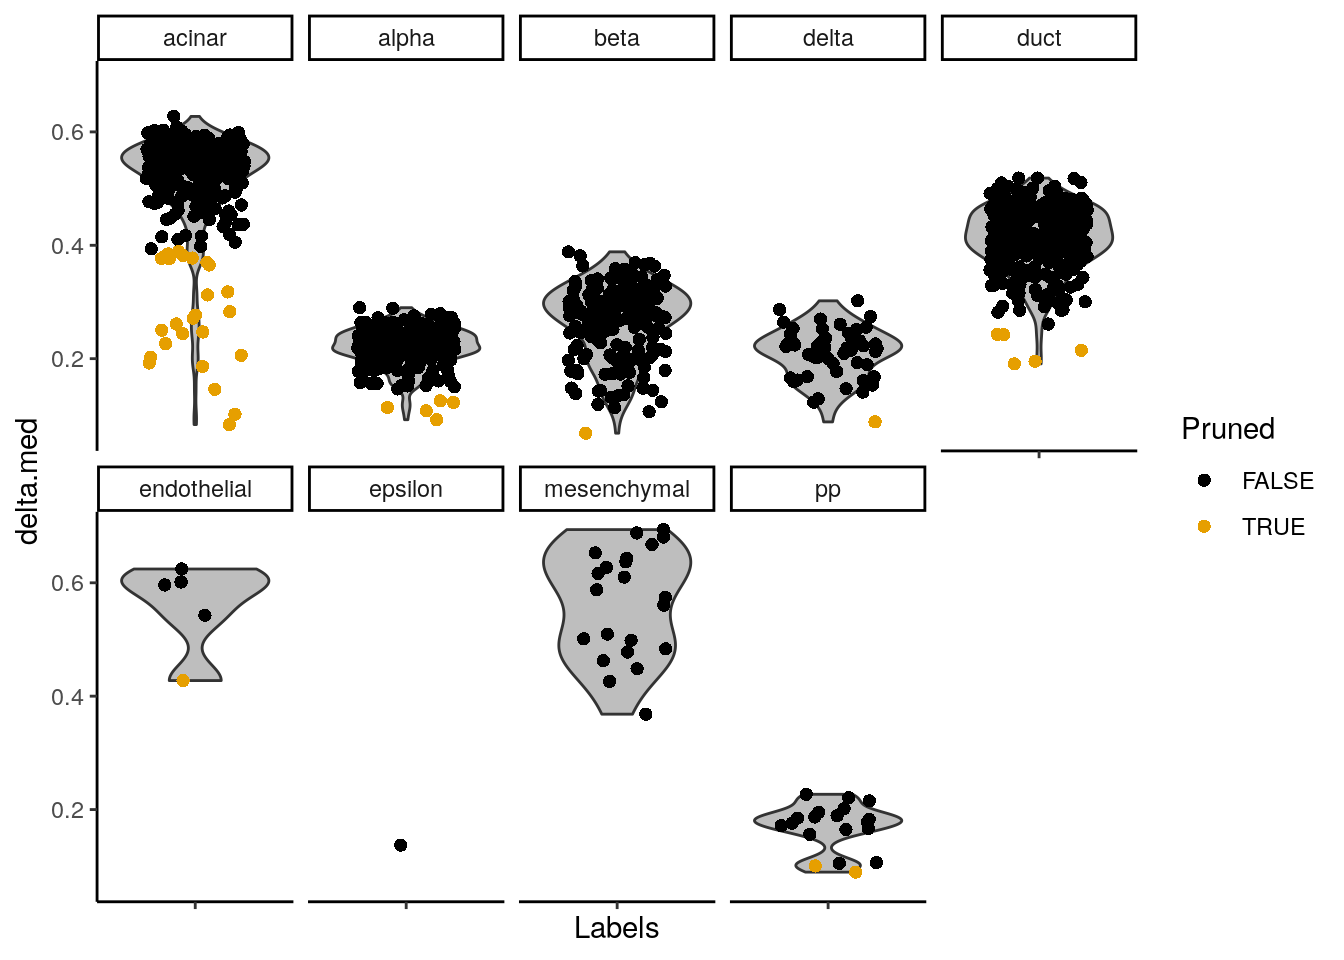 acinar alpha beta delta duct
0.6
0.4
0.2
delta.med
endothelial epsilon mesenchymal pp
0.6
0.4
0.2
Labels
Pruned
FALSE
TRUE